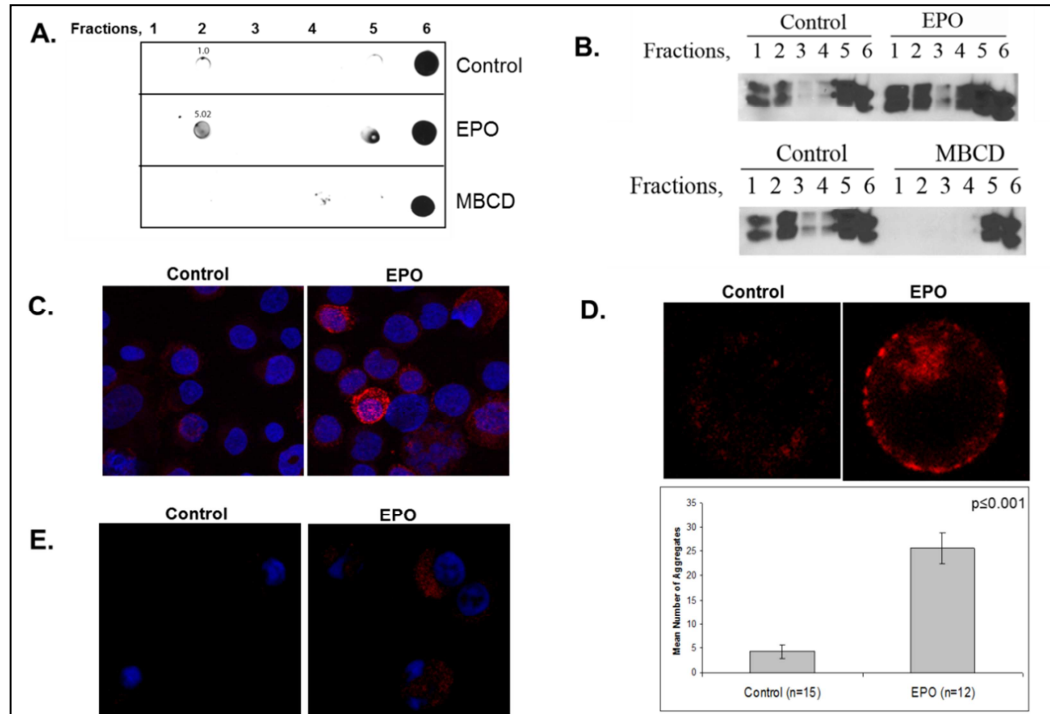 A.
Fractions, 1 2 3 4 5 6
1.0
Control
5.02
EPO
MBCD
B.
Control EPO
Fractions, 1 2 3 4 5 6 1 2 3 4 5 6
Control MBCD
Fractions, 1 2 3 4 5 6 1 2 3 4 5 6
C.
Control EPO
D.
Control EPO
p≤0.001
Mean Number of Aggregates
35
30
25
20
15
10
5
0
Control (n=15) EPO (n=12)
E.
Control EPO